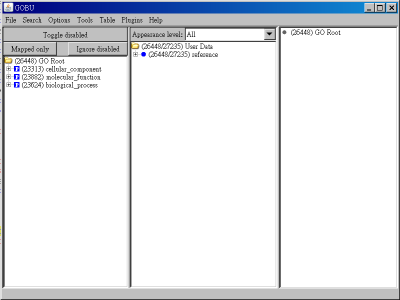 GOBU
File Search Options Tools Table Plugins Help
Toggle disabled
Mapped only Ignore disabled
(26448) GO Root
(23313) cellular_component
(23882) molecular_function
(23624) biological_process
Appearance level: All
(26448/27235) User Data
(26448/27235) reference
(26448) GO Root